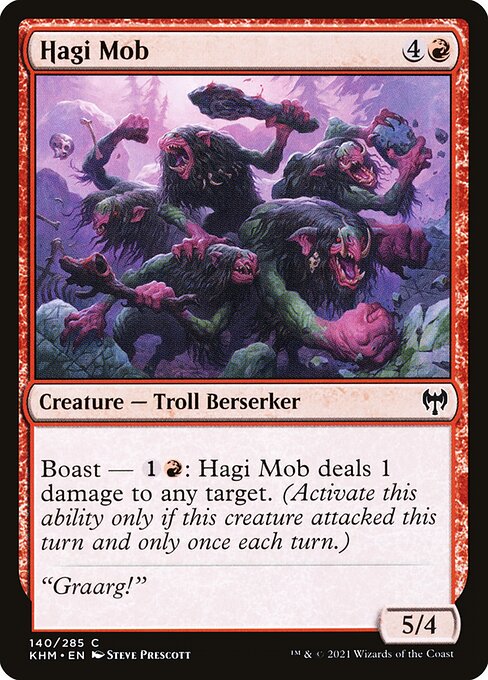 Hagi Mob 4
Creature — Troll Berserker
Boast — 1 : Hagi Mob deals 1
damage to any target. (Activate this
ability only if this creature attacked this
turn and only once each turn.)
“Graarg!”
5/4
140/285 C
KHM • EN Steve Prescott
™ & © 2021 Wizards of the Coast